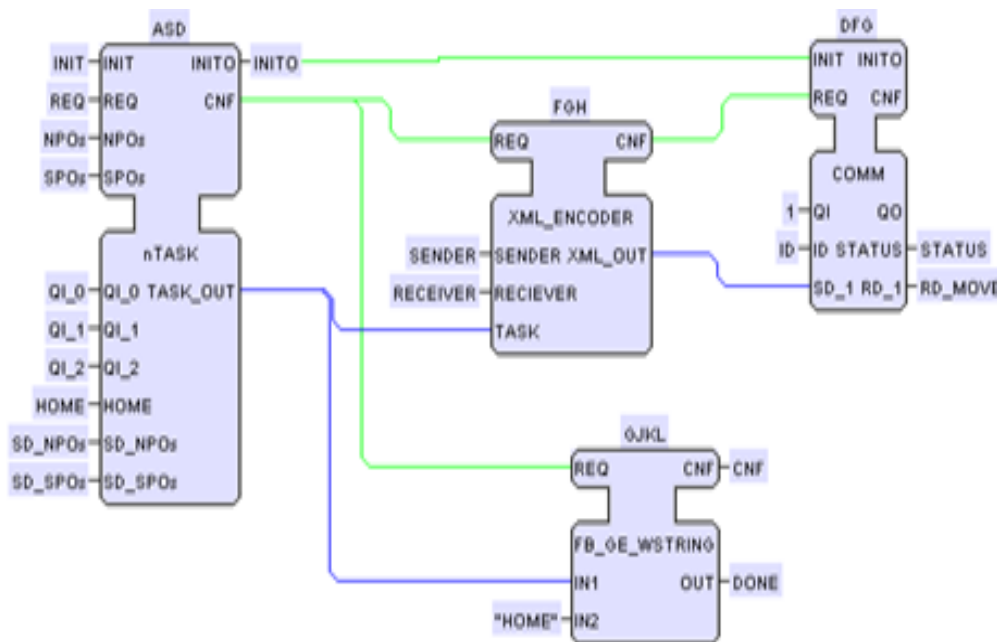 ASD
INIT INIT INITO INITO
REQ REQ CNF
NPOs NPOs
SPOs SPOs
nTASK
QI_0 QI_0 TASK_OUT
QI_1 QI_1
QI_2 QI_2
HOME HOME
SD_NPOs SD_NPOs
SD_SPOs SD_SPOs
FGH
REQ CNF
XML_ENCODER
SENDER SENDER XML_OUT
RECEIVER RECIEVER
TASK
DFG
INIT INITO
REQ CNF
COMM
1 QI QO
ID ID STATUS STATUS
SD_1 RD_1 RD_MOVE
GJKL
REQ CNF CNF
FB_GE_WSTRING
IN1 OUT DONE
"HOME" IN2